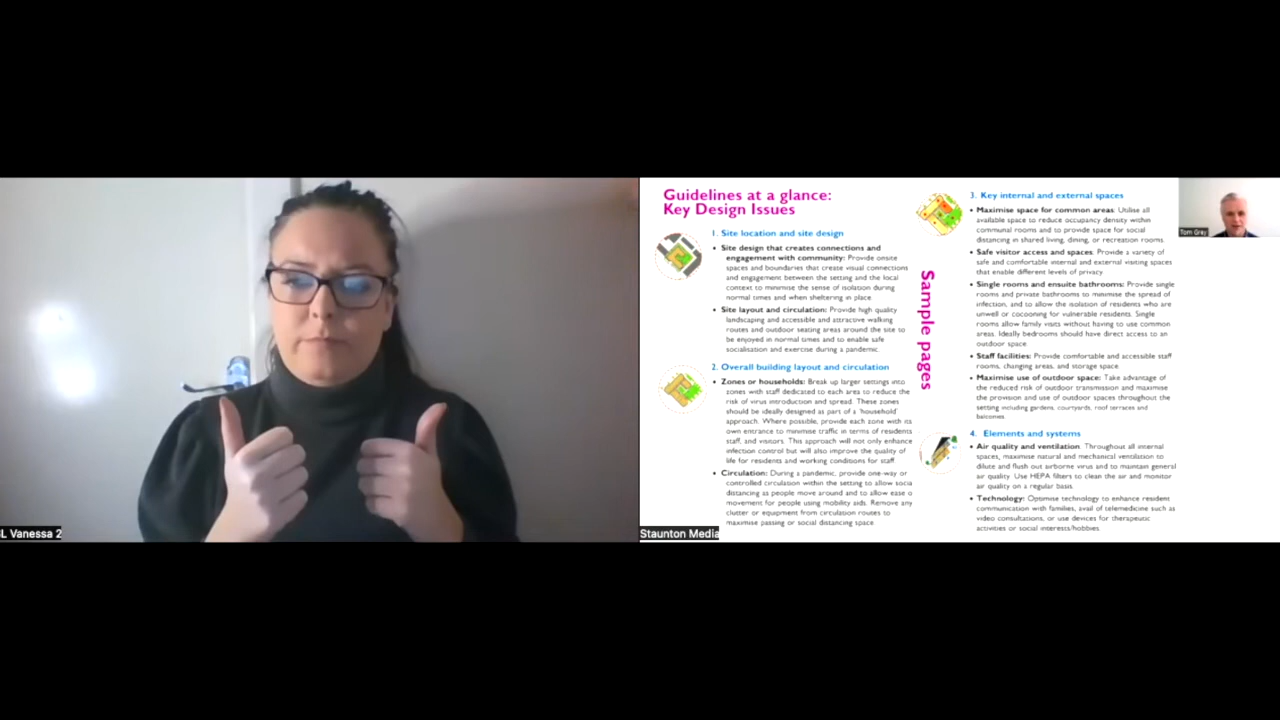 Guidelines at a glance:
Key Design Issues
1. Site location and site design
• Site design that creates connections and
engagement with community: Provide onsite
spaces and boundaries that create visual connections
and engagement between the setting and the local
context to minimise the sense of isolation during
normal times and when sheltering in place
• Site layout and circulation: Provide high quality
landscaping and accessible and attractive walking
routes and outdoor seating areas around the site to
be enjoyed in normal times and to enable safe
socialisation and exercise during a pandemic.
2. Overall building layout and circulation
• Zones or households: Break up larger settings into
zones with staff dedicated to each area to reduce the
risk of virus introduction and spread. These zones
should be ideally designed as part of a 'household'
approach. Where possible, provide each zone with its
own entrance to minimise traffic in terms of residents
staff, and visitors. This approach will not only enhance
infection control but will also improve the quality of
life for residents and working conditions for staff.
• Circulation: During a pandemic, provide one-way or
controlled circulation within the setting to allow socia
distancing as people move around and to allow ease o
movement for people using mobility aids. Remove any
clutter or equipment from circulation routes to
maximise passing or social distancing space
Sample pages
3. Key internal and external spaces
• Maximise space for common areas: Utilise all
available space to reduce occupancy density within
communal rooms and to provide space for social
distancing in shared living, dining, or recreation rooms.
• Safe visitor access and spaces: Provide a variety of
safe and comfortable internal and external visiting spaces
that enable different levels of privacy
• Single rooms and ensuite bathrooms: Provide single
rooms and private bathrooms to minimise the spread of
infection, and to allow the isolation of residents who are
unwell or cocooning for vulnerable residents. Single
rooms allow family visits without having to use common
areas. Ideally bedrooms should have direct access to an
outdoor space
• Staff facilities: Provide comfortable and accessible staff
rooms, changing areas, and storage space
• Maximise use of outdoor space: Take advantage of
the reduced risk of outdoor transmission and maximise
the provision and use of outdoor spaces throughout the
setting including gardens, courtyards, roof terraces and
balconies
4. Elements and systems
• Air quality and ventilation: Throughout all internal
spaces, maximise natural and mechanical ventilation to
dilute and flush out airborne virus and to maintain general
air quality. Use HEPA filters to clean the air and monitor
air quality on a regular basis.
• Technology: Optimise technology to enhance resident
communication with families, avail of telemedicine such as
video consultations, or use devices for therapeutic
activities or social interests/hobbies.
Tom Grey
L Vanessa 2
Staunton Media